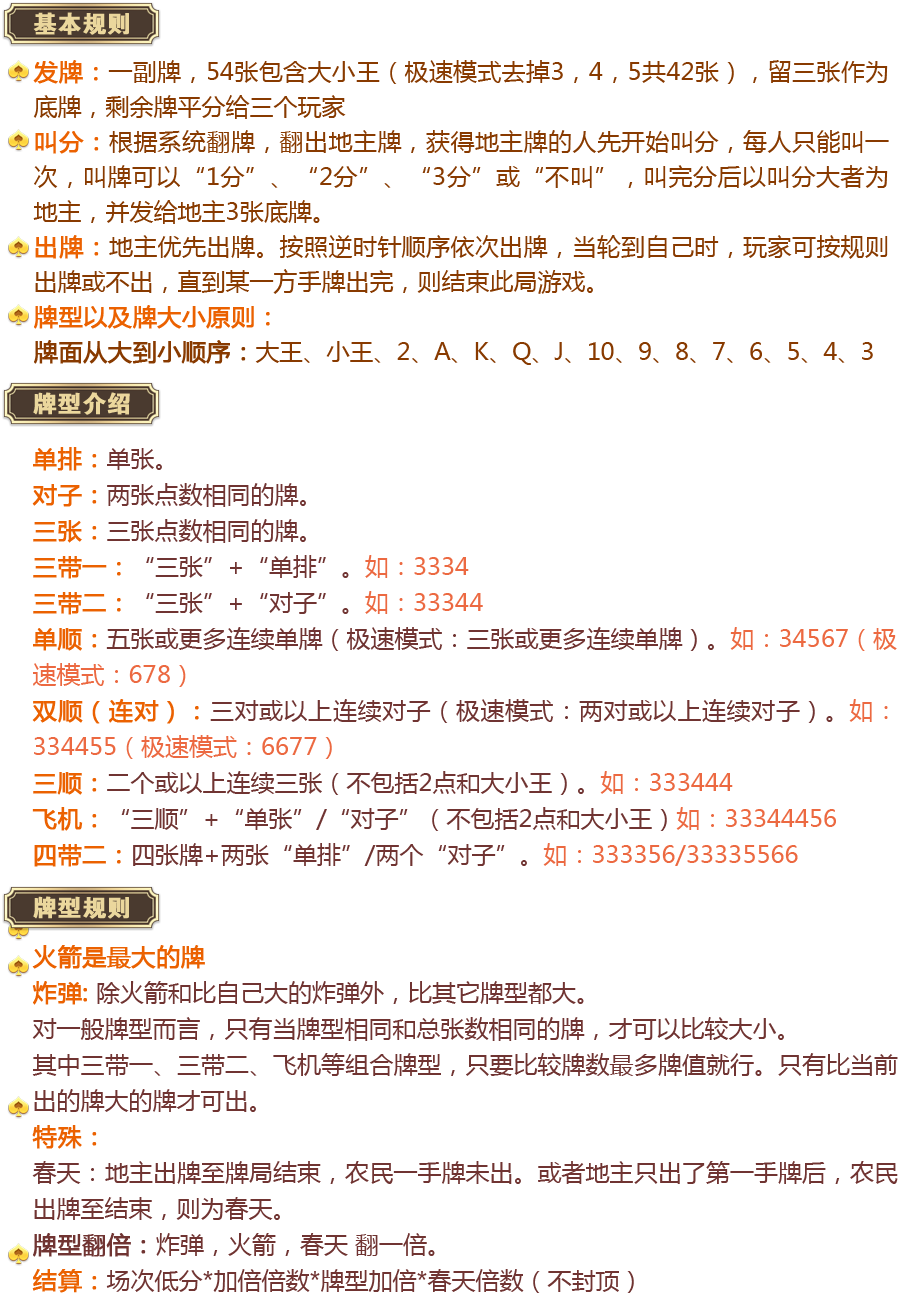 基本规则
发牌：一副牌，54张包含大小王（极速模式去掉3，4，5共42张），留三张作为
底牌，剩余牌平分给三个玩家
叫分：根据系统翻牌，翻出地主牌，获得地主牌的人先开始叫分，每人只能叫一
次，叫牌可以“1分”、“2分”、“3分”或“不叫”，叫完分后以叫分大者为
地主，并发给地主3张底牌。
出牌：地主优先出牌。按照逆时针顺序依次出牌，当轮到自己时，玩家可按规则
出牌或不出，直到某一方手牌出完，则结束此局游戏。
牌型以及牌大小原则：
牌面从大到小顺序：大王、小王、2、A、K、Q、J、10、9、8、7、6、5、4、3
牌型介绍
单排：单张。
对子：两张点数相同的牌。
三张：三张点数相同的牌。
三带一：“三张”+“单排”。如：3334
三带二：“三张”+“对子”。如：33344
单顺：五张或更多连续单牌（极速模式：三张或更多连续单牌）。如：34567（极
速模式：678）
双顺（连对）：三对或以上连续对子（极速模式：两对或以上连续对子）。如：
334455（极速模式：6677）
三顺：二个或以上连续三张（不包括2点和大小王）。如：333444
飞机：“三顺”+“单张”/“对子”（不包括2点和大小王）如：33344456
四带二：四张牌+两张“单排”/两个“对子”。如：333356/33335566
牌型规则
火箭是最大的牌
炸弹: 除火箭和比自己大的炸弹外，比其它牌型都大。
对一般牌型而言，只有当牌型相同和总张数相同的牌，才可以比较大小。
其中三带一、三带二、飞机等组合牌型，只要比较牌数最多牌值就行。只有比当前
出的牌大的牌才可出。
特殊：
春天：地主出牌至牌局结束，农民一手牌未出。或者地主只出了第一手牌后，农民
出牌至结束，则为春天。
牌型翻倍：炸弹，火箭，春天 翻一倍。
结算：场次低分*加倍倍数*牌型加倍*春天倍数（不封顶）